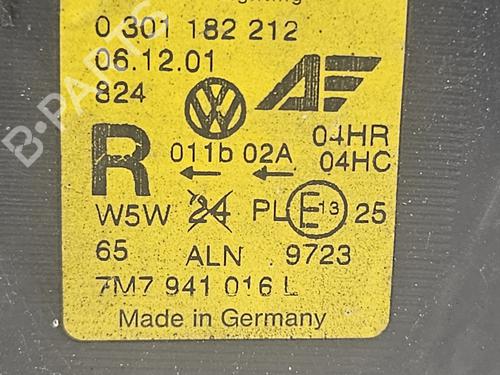 0 301 182 212
06.12.01
824
R
011b 02A
04HR
04HC
W5W 24 PL E 13 25
65 ALN 9723
7M7 941 016 L
Made in Germany
B-PARTS